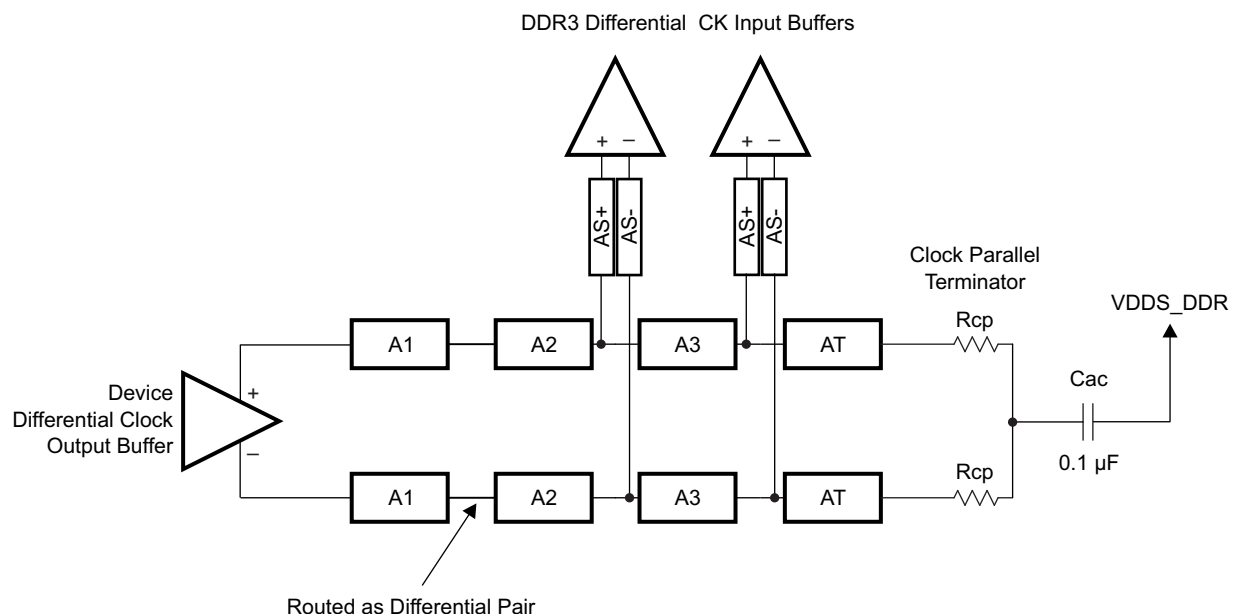 DDR3 Differential CK Input Buffers
+ –
+ –
AS+
AS-
AS+
AS-
Clock Parallel
Terminator
VDDS_DDR
A1
A2
A3
AT
Rcp
Cac
Device
Differential Clock
Output Buffer
+
–
0.1 µF
A1
A2
A3
AT
Rcp
Routed as Differential Pair